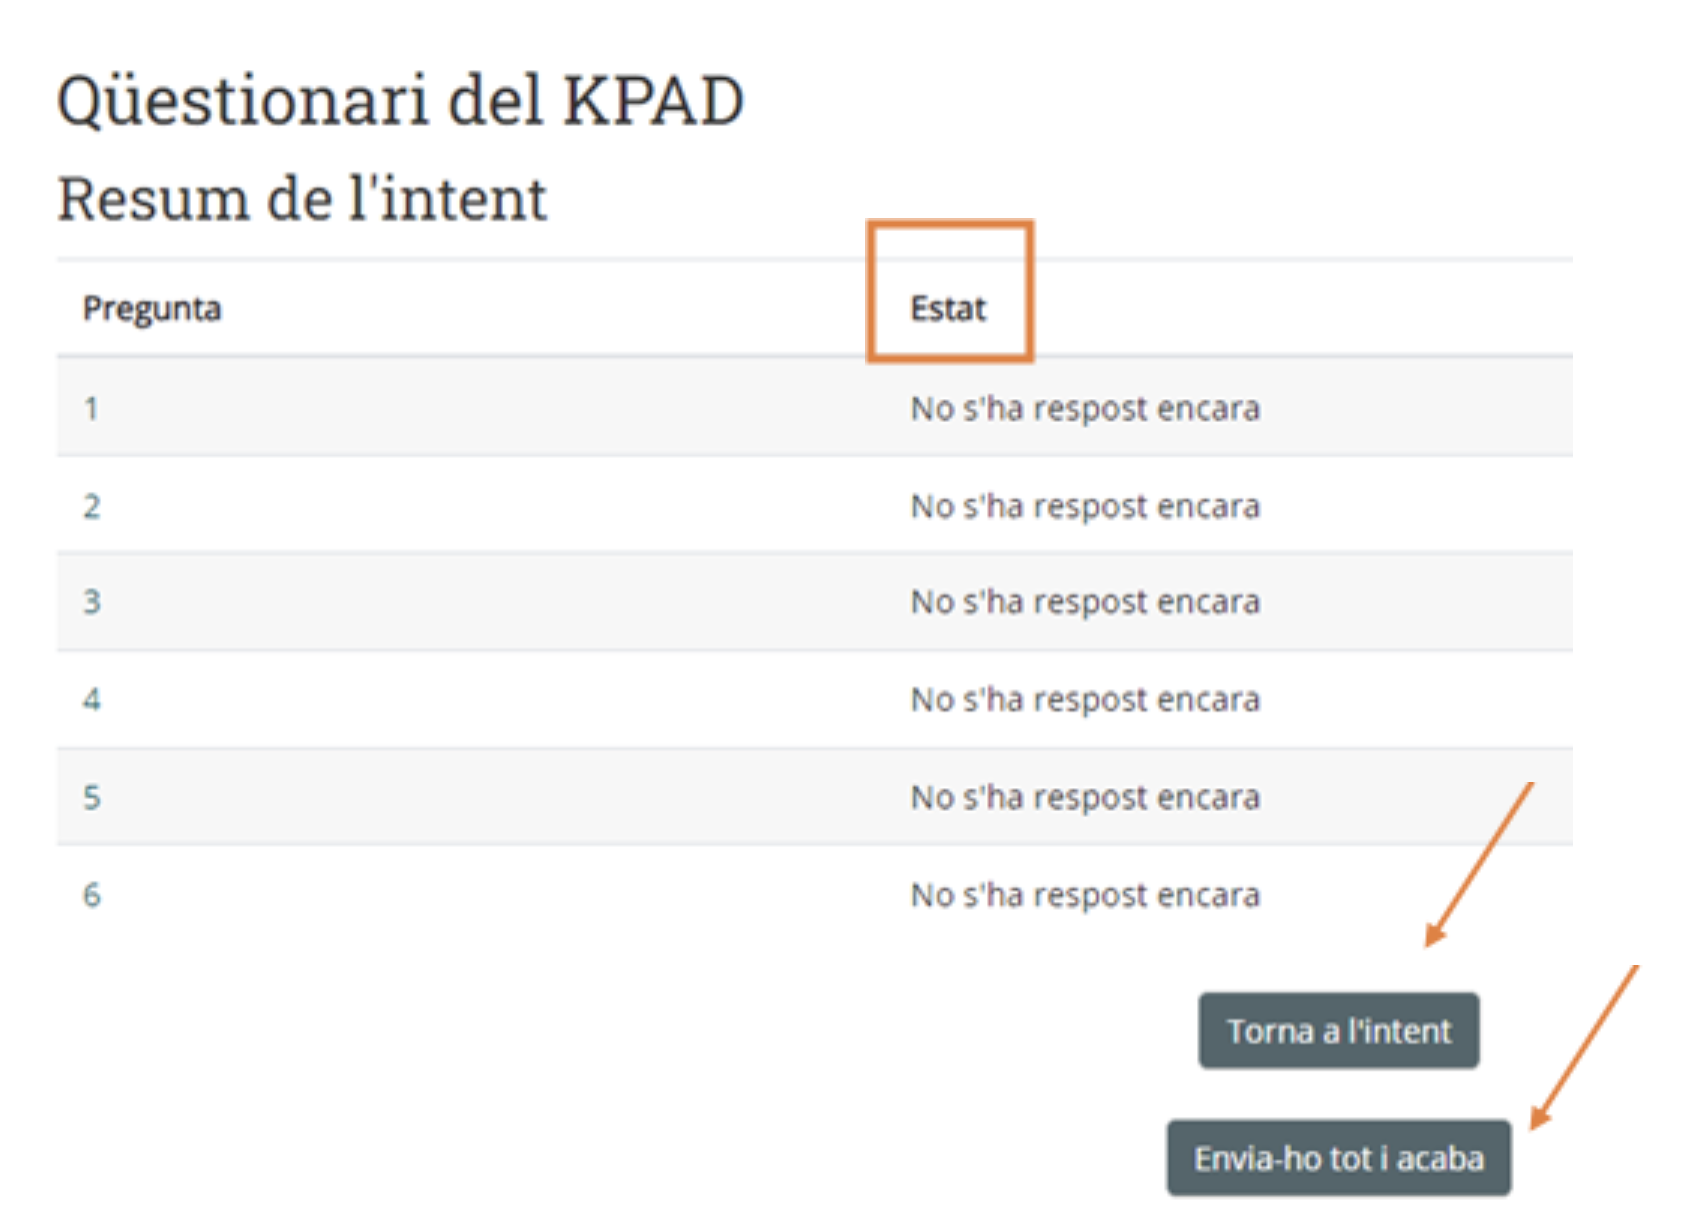 Qüestionari del KPAD
Resum de l'intent
Pregunta Estat
1 No s'ha respost encara
2 No s'ha respost encara
3 No s'ha respost encara
4 No s'ha respost encara
5 No s'ha respost encara
6 No s'ha respost encara
Torna a l'intent
Envia-ho tot i acaba